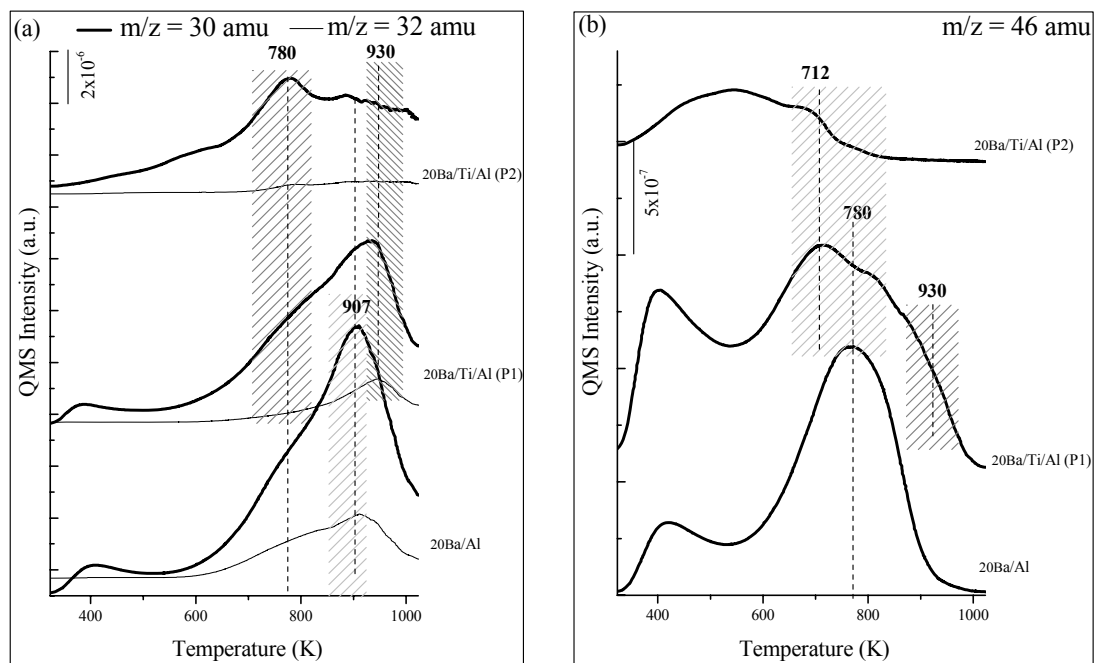 (a)
m/z = 30 amu
m/z = 32 amu
2x10⁻⁶
780
930
20Ba/Ti/Al (P2)
907
20Ba/Ti/Al (P1)
20Ba/Al
QMS Intensity (a.u.)
400 600 800 1000
Temperature (K)
(b)
m/z = 46 amu
712
20Ba/Ti/Al (P2)
5x10⁻⁷
780
930
20Ba/Ti/Al (P1)
20Ba/Al
QMS Intensity (a.u.)
400 600 800 1000
Temperature (K)